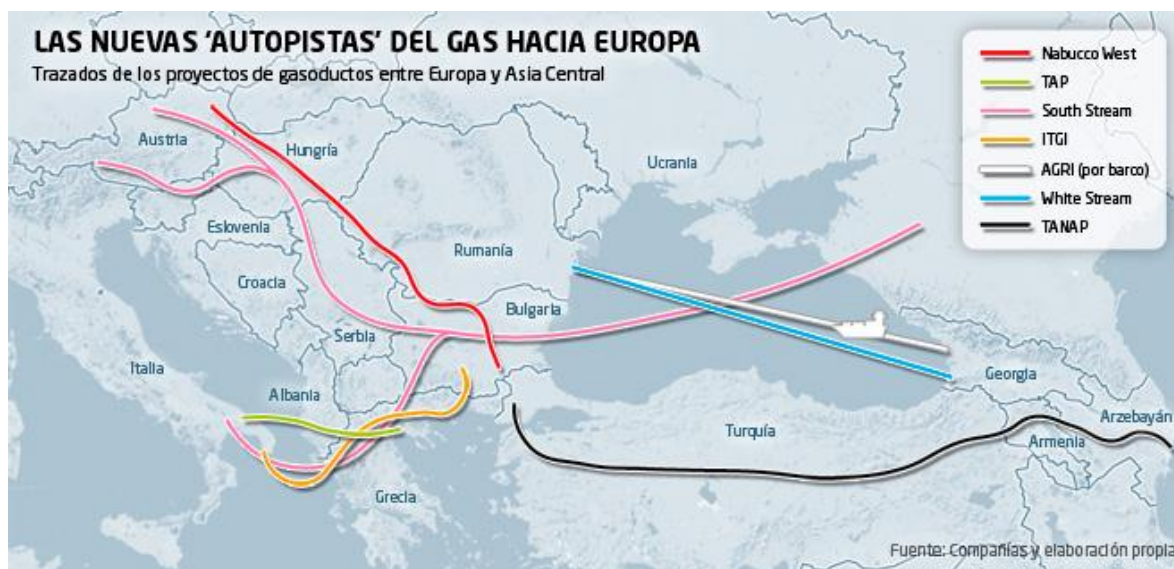 LAS NUEVAS 'AUTOPISTAS' DEL GAS HACIA EUROPA
Trazados de los proyectos de gasoductos entre Europa y Asia Central
Nabucco West
TAP
South Stream
ITGI
AGRI (por barco)
White Stream
TANAP
Austria
Hungría
Ucrania
Eslovenia
Rumanía
Croacia
Bulgaria
Serbia
Italia
Albania
Georgia
Turquía
Arzebayán
Armenia
Grecia
Fuente: Compañías y elaboración propia